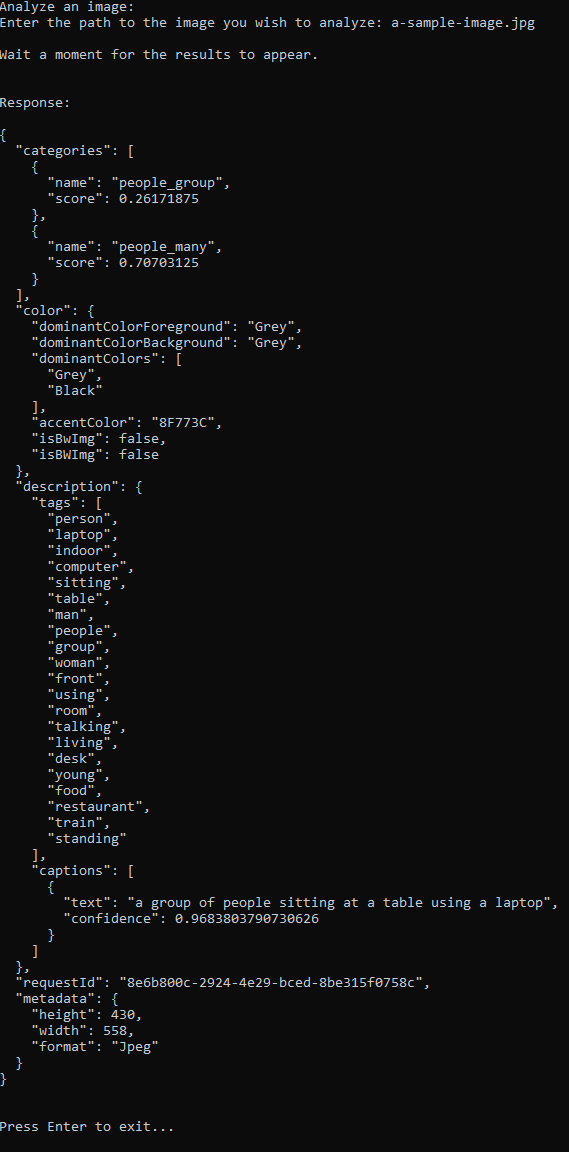 Analyze an image:
Enter the path to the image you wish to analyze: a-sample-image.jpg
Wait a moment for the results to appear.
Response:
{
  "categories": [
    {
      "name": "people_group",
      "score": 0.26171875
    },
    {
      "name": "people_many",
      "score": 0.70703125
    }
  ],
  "color": {
    "dominantColorForeground": "Grey",
    "dominantColorBackground": "Grey",
    "dominantColors": [
      "Grey",
      "Black"
    ],
    "accentColor": "8F773C",
    "isBwImg": false,
    "isBWImg": false
  },
  "description": {
    "tags": [
      "person",
      "laptop",
      "indoor",
      "computer",
      "sitting",
      "table",
      "man",
      "people",
      "group",
      "woman",
      "front",
      "using",
      "room",
      "talking",
      "living",
      "desk",
      "young",
      "food",
      "restaurant",
      "train",
      "standing"
    ],
    "captions": [
      {
        "text": "a group of people sitting at a table using a laptop",
        "confidence": 0.9683803790730626
      }
    ]
  },
  "requestId": "8e6b800c-2924-4e29-bced-8be315f0758c",
  "metadata": {
    "height": 430,
    "width": 558,
    "format": "Jpeg"
  }
}
Press Enter to exit...